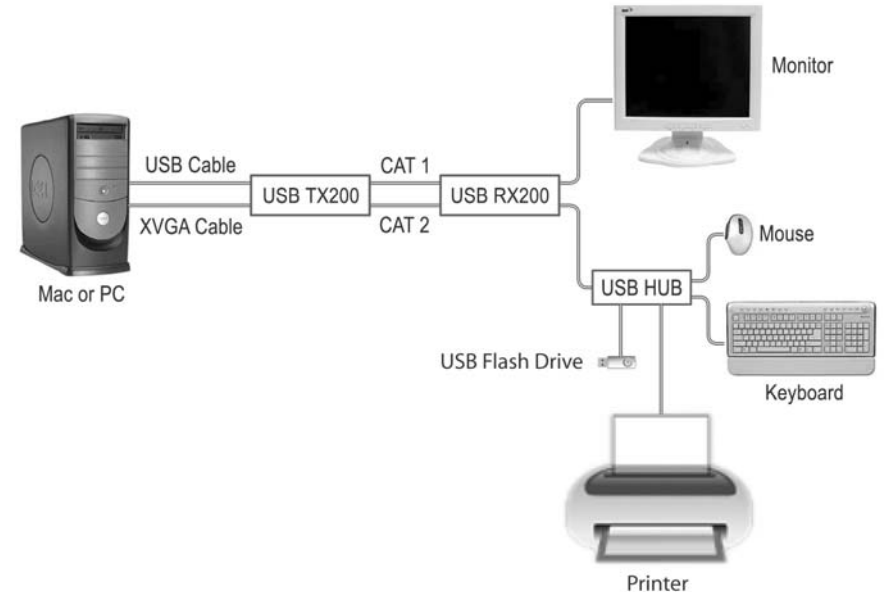 Monitor
USB Cable
CAT 1
USB TX200
USB RX200
XVGA Cable
CAT 2
Mouse
Mac or PC
USB HUB
USB Flash Drive
Keyboard
Printer